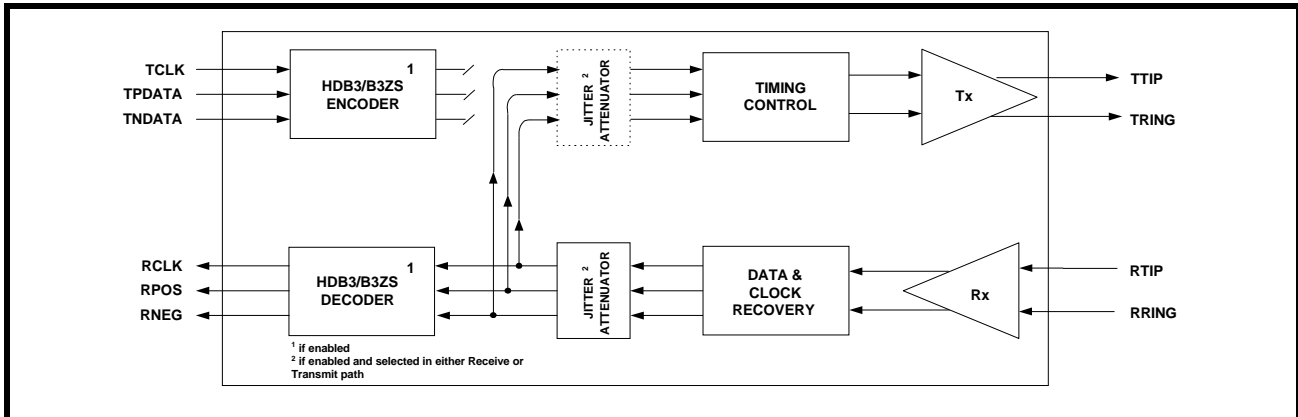 TCLK
TPDATA
TNDATA
HDB3/B3ZS
ENCODER
1
JITTER 2
ATTENUATOR
TIMING
CONTROL
Tx
TTIP
TRING
RCLK
RPOS
RNEG
HDB3/B3ZS
DECODER
1
JITTER 2
ATTENUATOR
DATA &
CLOCK
RECOVERY
Rx
RTIP
RRING
1 if enabled
2 if enabled and selected in either Receive or
Transmit path